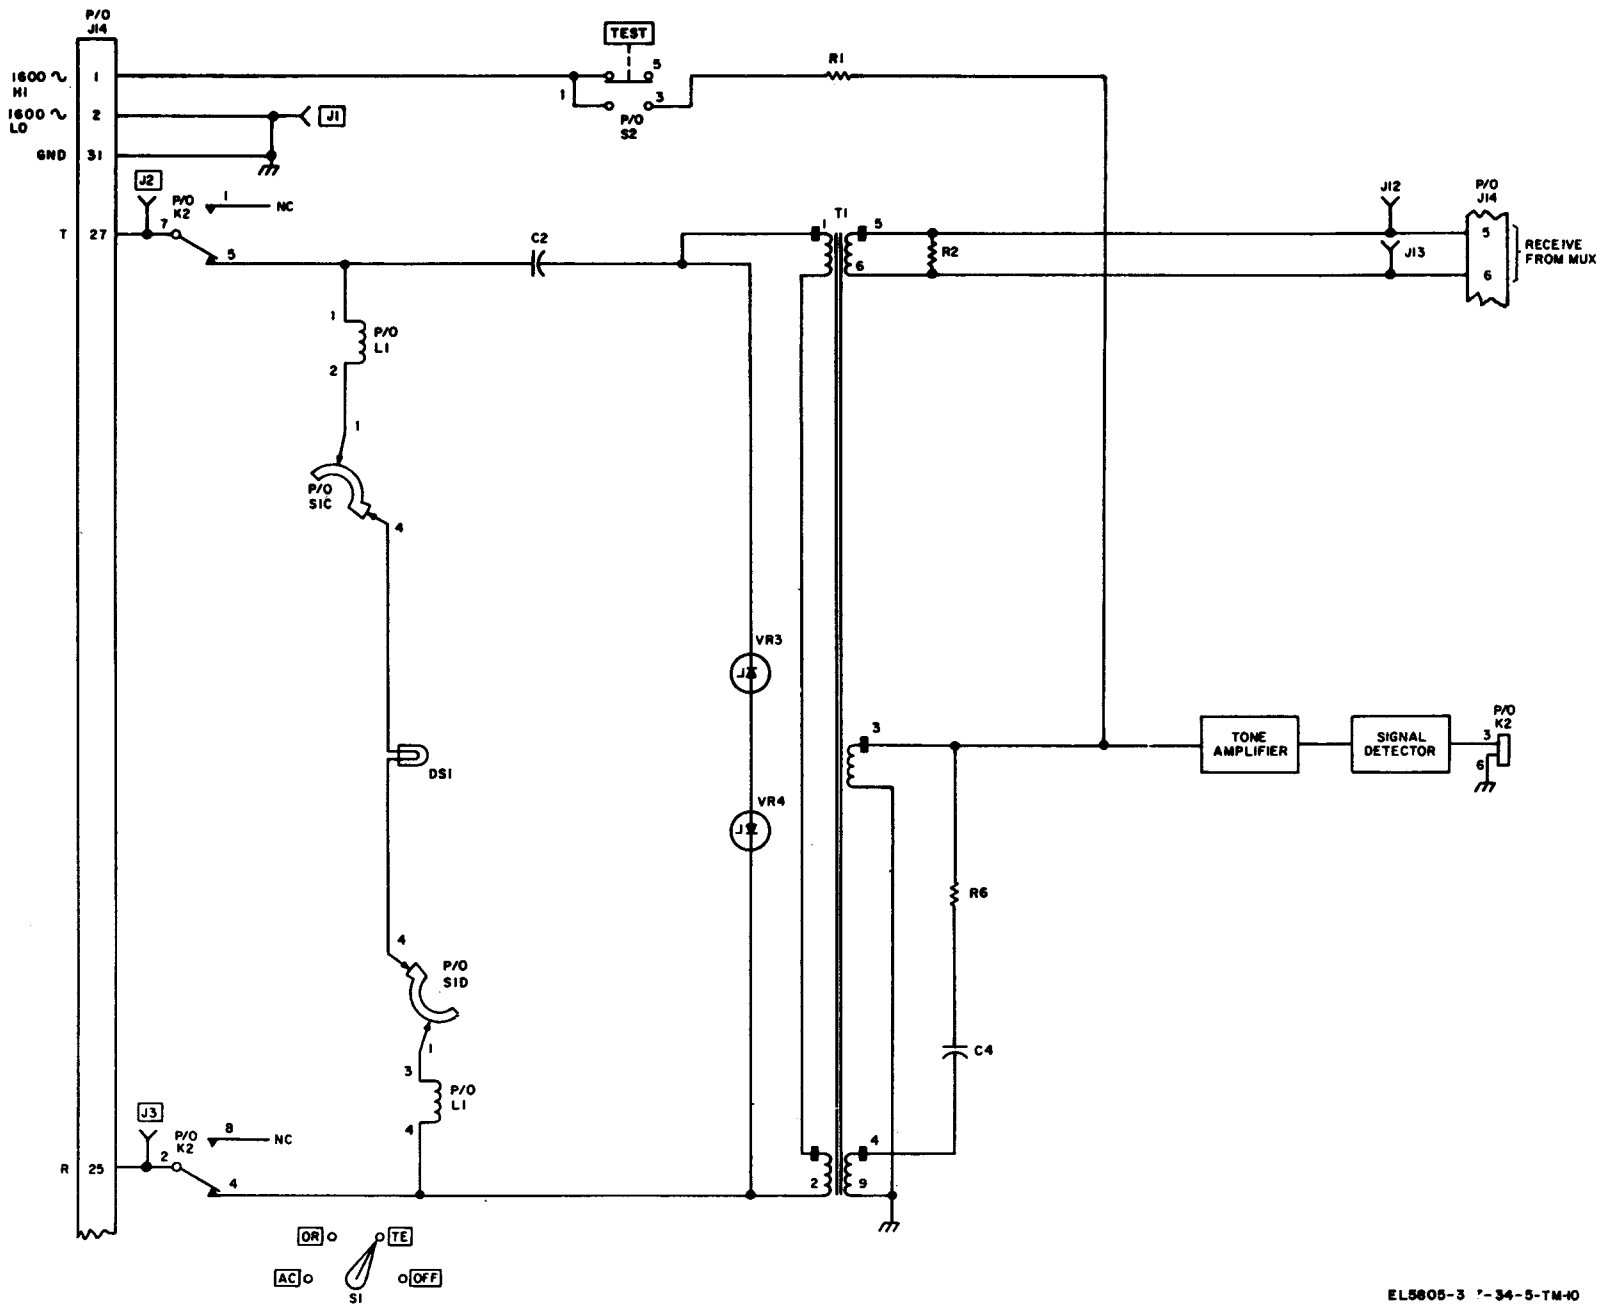 P/O
J14
TEST
1600 ∿
HI
1
5
R1
1
3
P/O
S2
1600 ∿
LO
2
J1
GND
31
J2
P/O
K2
1
NC
T
27
7
5
C2
1
T1
5
6
R2
J12
J13
P/O
J14
5
6
RECEIVE
FROM MUX
1
P/O
L1
2
1
P/O
S1C
4
VR3
DS1
VR4
3
TONE
AMPLIFIER
SIGNAL
DETECTOR
P/O
K2
3
6
R6
4
P/O
S1D
1
C4
3
P/O
L1
4
J3
P/O
K2
8
NC
R
25
2
4
2
4
9
OR
TE
AC
OFF
S1
-34-5-TM-10